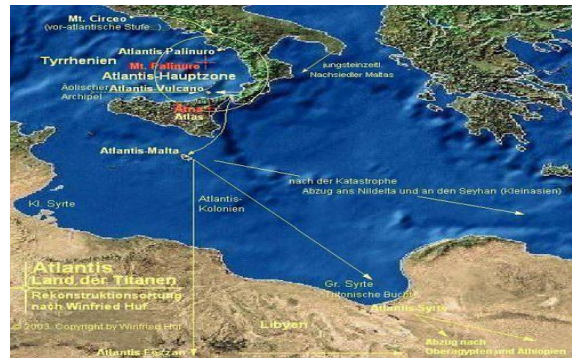 Mt. Circeo
(vor-atlantische Stufe...)
Atlantis Palinuro
Tyrrhenien
Mt. Palinuro
Atlantis-Hauptzone
jungsteinzeitl.
Nachsiedler Maltas
Äolischer
Archipel
Atlantis-Vulcano
Ätna
Atlas
Atlantis-Malta
nach der Katastrophe
Abzug ans Nildelta und an den Seyhan (Kleinasien)
Atlantis-
Kolonien
Kl. Syrte
Atlantis
Land der Titanen
Rekonstruktionsortung
nach Winfried Huf
© 2003. Copyright by Winfried Huf
Gr. Syrte
Tritonische Bucht
Atlantis-Syrte
Libyen
Abzug nach
Oberägypten und Äthiopien
Atlantis